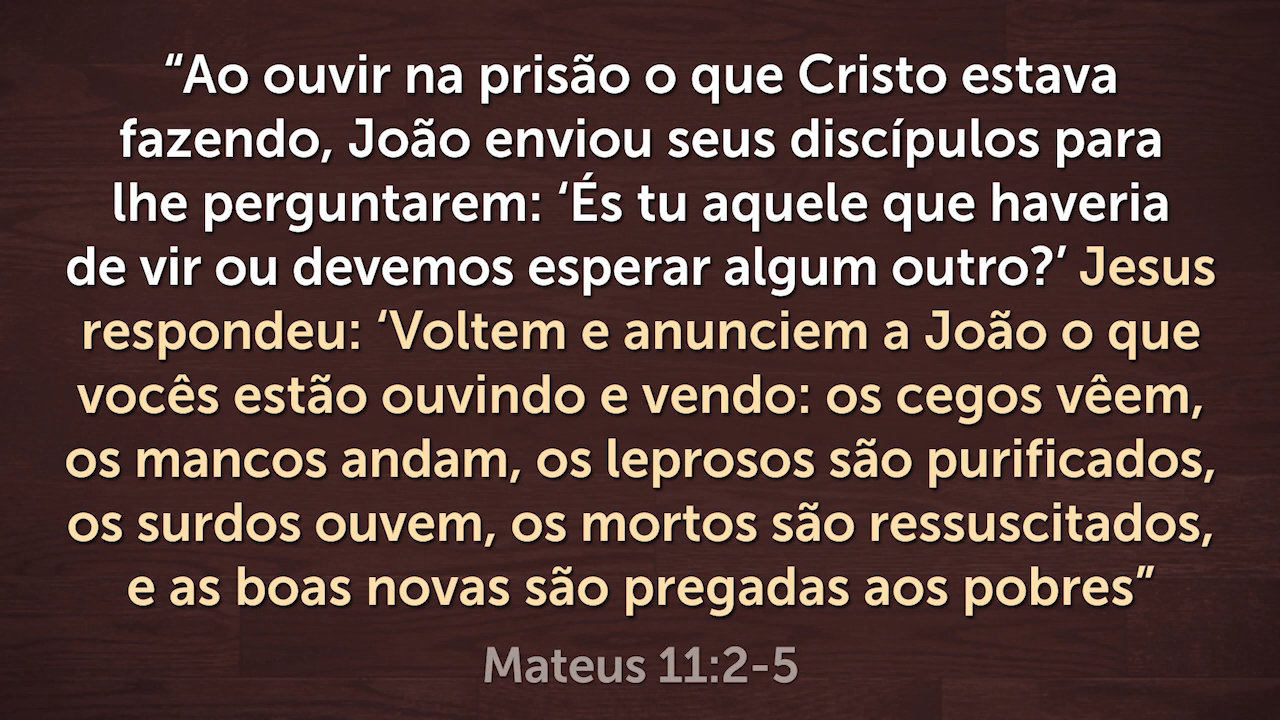 “Ao ouvir na prisão o que Cristo estava
fazendo, João enviou seus discípulos para
lhe perguntarem: ‘És tu aquele que haveria
de vir ou devemos esperar algum outro?’ Jesus
respondeu: ‘Voltem e anunciem a João o que
vocês estão ouvindo e vendo: os cegos vêem,
os mancos andam, os leprosos são purificados,
os surdos ouvem, os mortos são ressuscitados,
e as boas novas são pregadas aos pobres”
Mateus 11:2-5